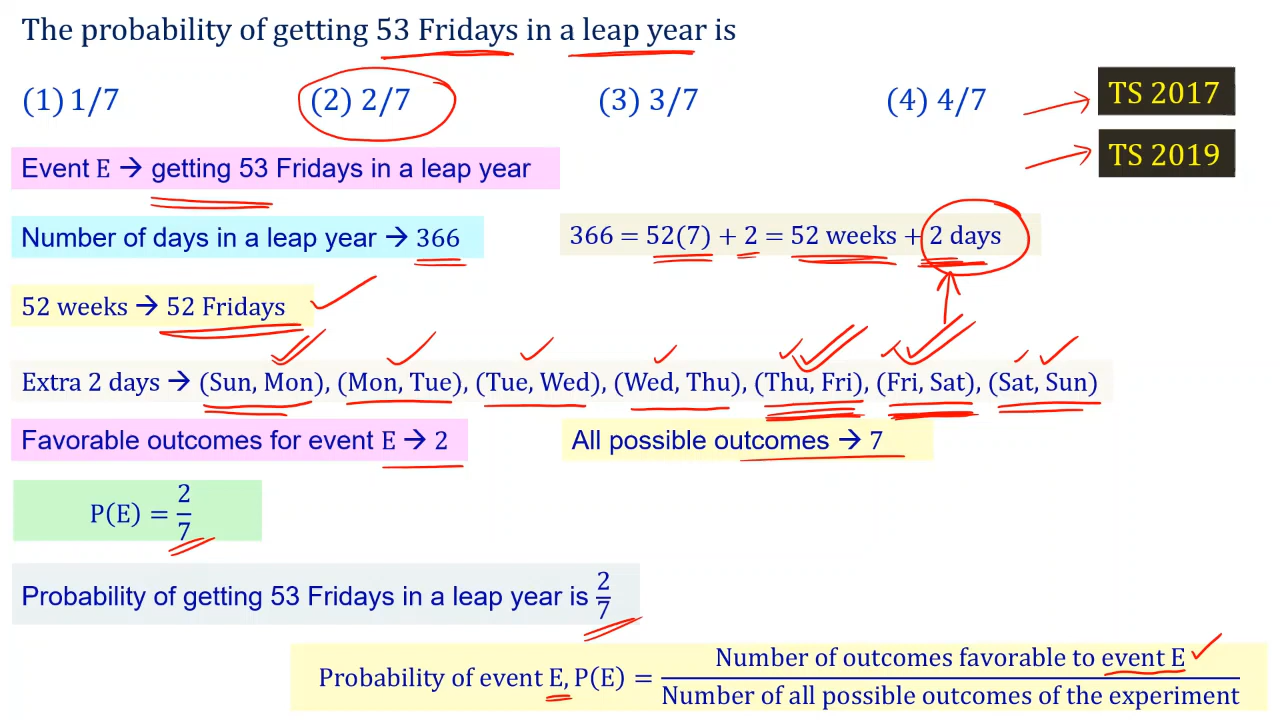 The probability of getting 53 Fridays in a leap year is
(1) 1/7 (2) 2/7 (3) 3/7 (4) 4/7
TS 2017
TS 2019
Event E → getting 53 Fridays in a leap year
Number of days in a leap year → 366
366 = 52(7) + 2 = 52 weeks + 2 days
52 weeks → 52 Fridays
Extra 2 days → (Sun, Mon), (Mon, Tue), (Tue, Wed), (Wed, Thu), (Thu, Fri), (Fri, Sat), (Sat, Sun)
Favorable outcomes for event E → 2
All possible outcomes → 7
P(E) = 2/7
Probability of getting 53 Fridays in a leap year is 2/7
Probability of event E, P(E) = Number of outcomes favorable to event E / Number of all possible outcomes of the experiment